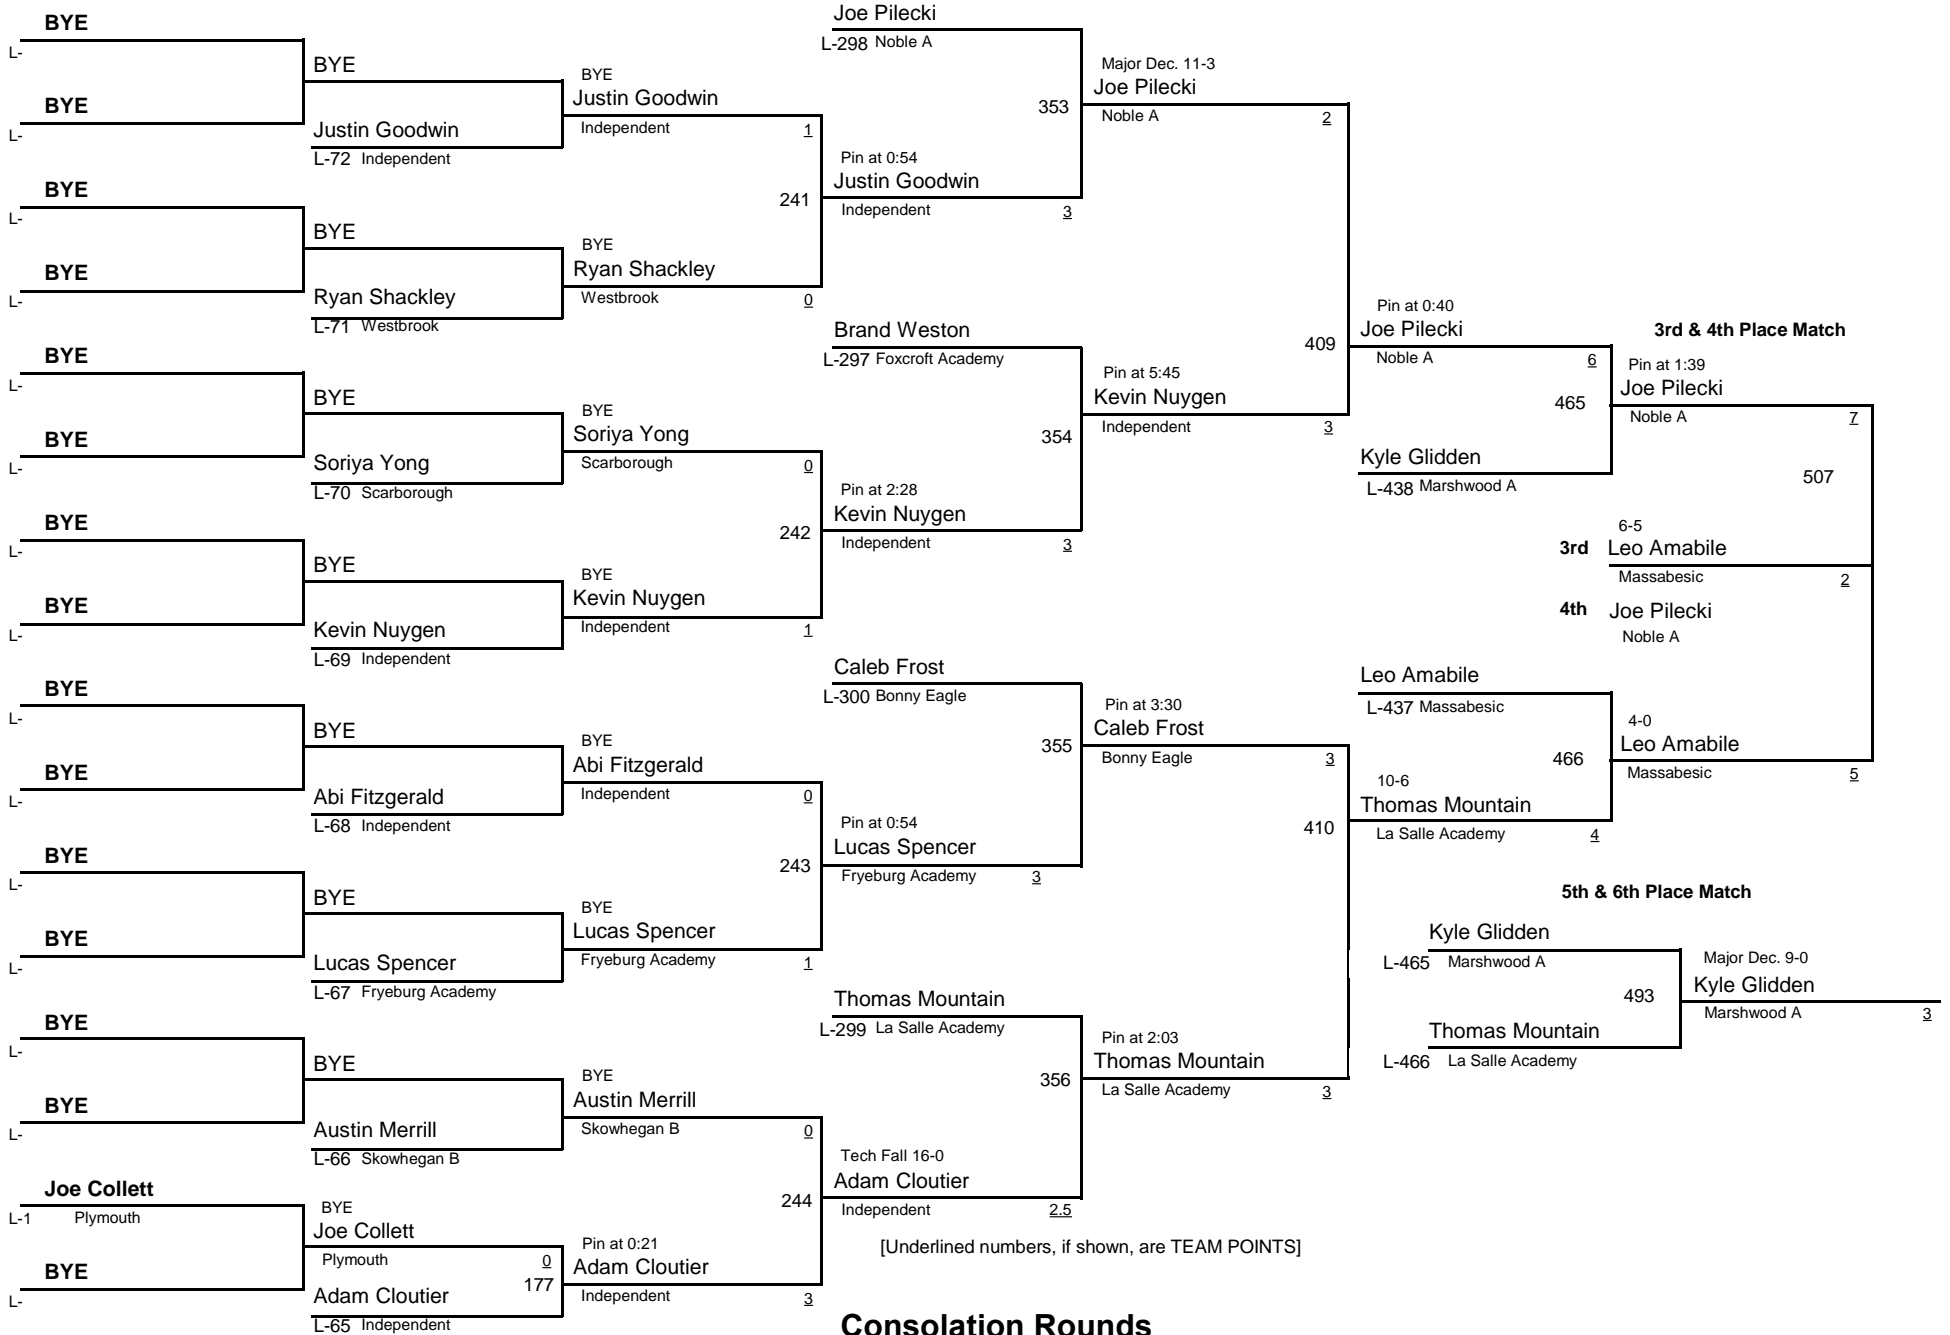 BYE
L-
BYE
L-
BYE
L-
BYE
L-
BYE
L-
BYE
L-
BYE
L-
BYE
L-
BYE
L-
BYE
L-
BYE
L-
BYE
L-
BYE
L-
BYE
L-
Joe Collett
L-1 Plymouth
BYE
L-
BYE
Justin Goodwin
L-72 Independent
BYE
Ryan Shackley
L-71 Westbrook
BYE
Soriya Yong
L-70 Scarborough
BYE
Kevin Nuygen
L-69 Independent
BYE
Abi Fitzgerald
L-68 Independent
BYE
Lucas Spencer
L-67 Fryeburg Academy
BYE
Austin Merrill
L-66 Skowhegan B
BYE
Joe Collett
Plymouth 0
177
Adam Cloutier
L-65 Independent
BYE
Justin Goodwin
Independent 1
241
BYE
Ryan Shackley
Westbrook 0
BYE
Soriya Yong
Scarborough 0
242
BYE
Kevin Nuygen
Independent 1
BYE
Abi Fitzgerald
Independent 0
243
BYE
Lucas Spencer
Fryeburg Academy 1
BYE
Austin Merrill
Skowhegan B 0
244
Pin at 0:21
Adam Cloutier
Independent 3
Joe Pilecki
L-298 Noble A
353
Pin at 0:54
Justin Goodwin
Independent 3
Brand Weston
L-297 Foxcroft Academy
354
Pin at 2:28
Kevin Nuygen
Independent 3
Caleb Frost
L-300 Bonny Eagle
355
Pin at 0:54
Lucas Spencer
Fryeburg Academy 3
Thomas Mountain
L-299 La Salle Academy
356
Tech Fall 16-0
Adam Cloutier
Independent 2.5
Major Dec. 11-3
Joe Pilecki
Noble A 2
409
Pin at 5:45
Kevin Nuygen
Independent 3
Pin at 3:30
Caleb Frost
Bonny Eagle 3
410
Pin at 2:03
Thomas Mountain
La Salle Academy 3
Pin at 0:40
Joe Pilecki
Noble A 6
465
Kyle Glidden
L-438 Marshwood A
Leo Amabile
L-437 Massabesic
466
10-6
Thomas Mountain
La Salle Academy 4
3rd & 4th Place Match
Pin at 1:39
Joe Pilecki
Noble A 7
507
6-5
3rd Leo Amabile
Massabesic 2
4th Joe Pilecki
Noble A
4-0
Leo Amabile
Massabesic 5
5th & 6th Place Match
Kyle Glidden
L-465 Marshwood A
493
Thomas Mountain
L-466 La Salle Academy
Major Dec. 9-0
Kyle Glidden
Marshwood A 3
[Underlined numbers, if shown, are TEAM POINTS]
Consolation Rounds